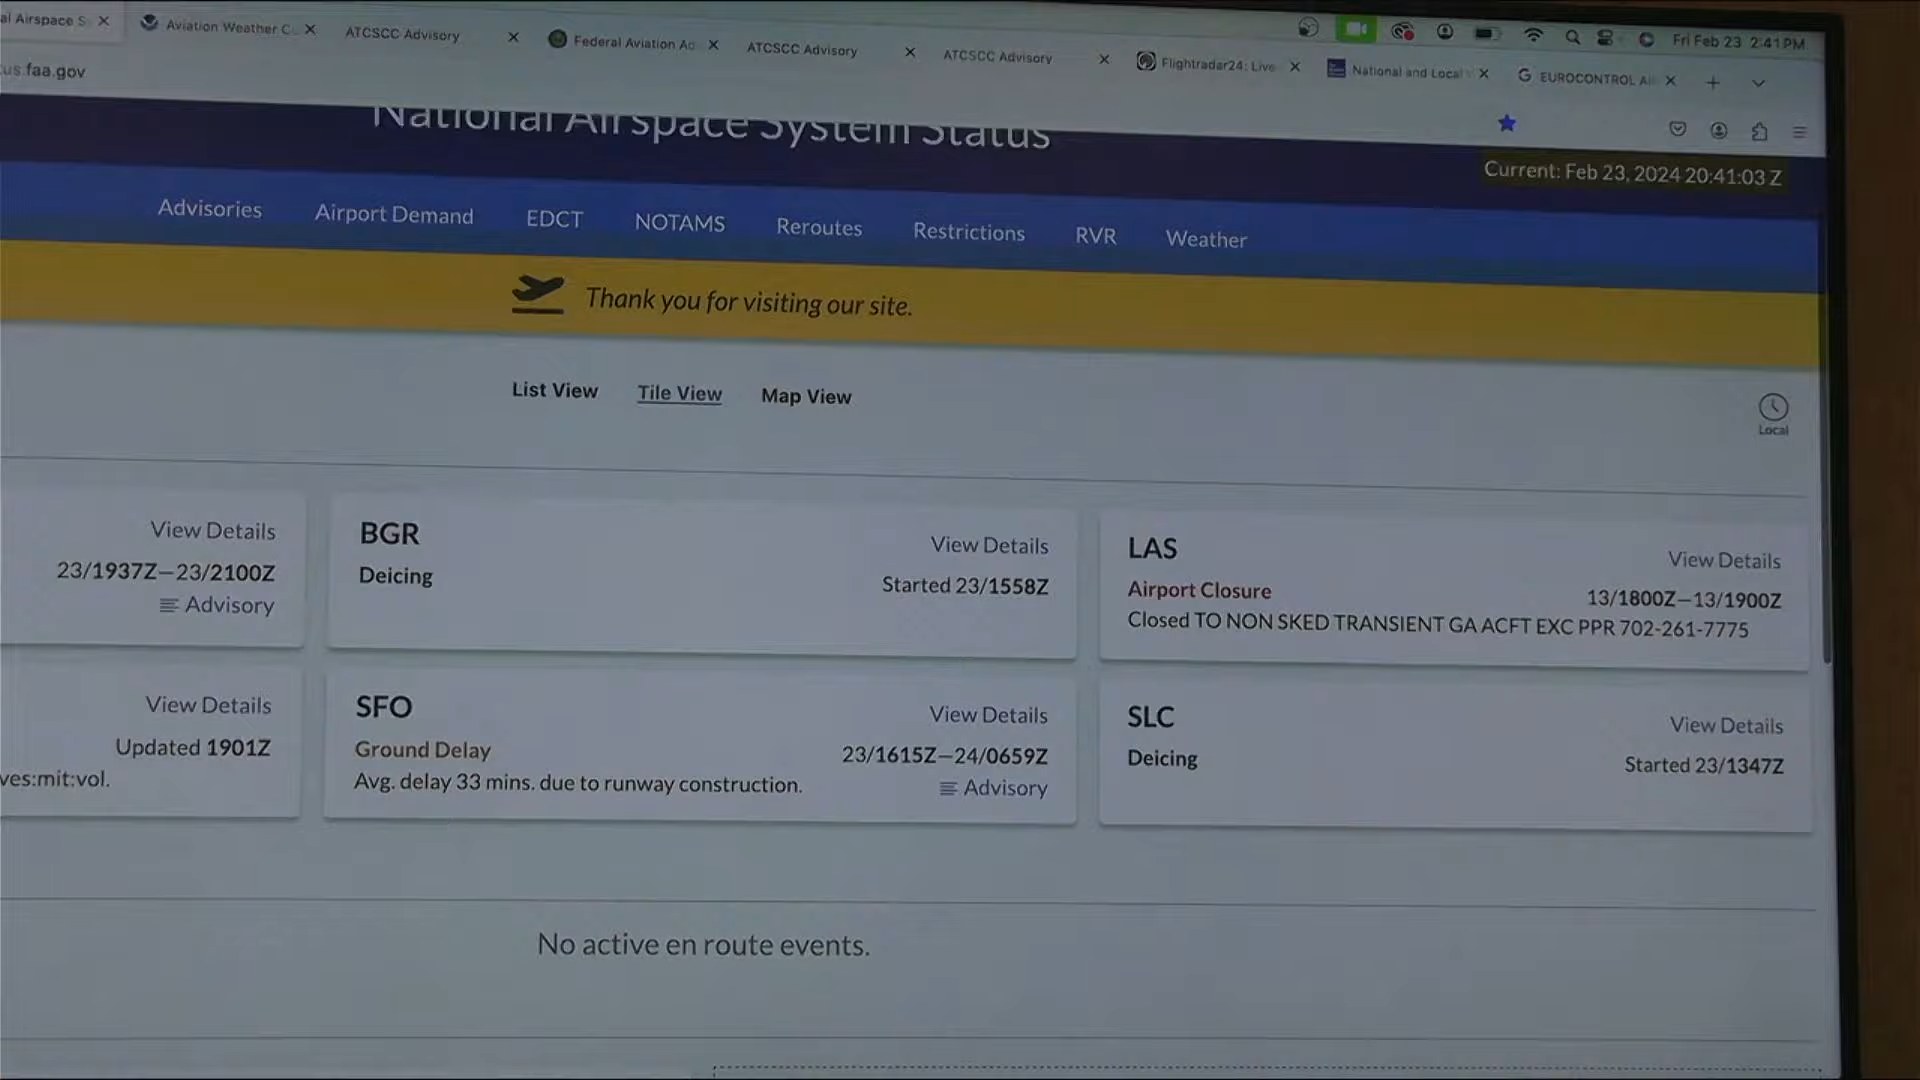 al Airspace S
Aviation Weather C
ATCSCC Advisory
Federal Aviation Ad
ATCSCC Advisory
ATCSCC Advisory
Flightradar24: Live
National and Local
EUROCONTROL
Fri Feb 23 2:41 PM
us.faa.gov
National Airspace System Status
Current: Feb 23, 2024 20:41:03 Z
Advisories
Airport Demand
EDCT
NOTAMS
Reroutes
Restrictions
RVR
Weather
Thank you for visiting our site.
List View
Tile View
Map View
Local
View Details
23/1937Z—23/2100Z
Advisory
BGR
View Details
Deicing
Started 23/1558Z
LAS
View Details
Airport Closure
13/1800Z—13/1900Z
Closed TO NON SKED TRANSIENT GA ACFT EXC PPR 702-261-7775
View Details
Updated 1901Z
ves:mit:vol.
SFO
View Details
Ground Delay
23/1615Z—24/0659Z
Avg. delay 33 mins. due to runway construction.
Advisory
SLC
View Details
Deicing
Started 23/1347Z
No active en route events.